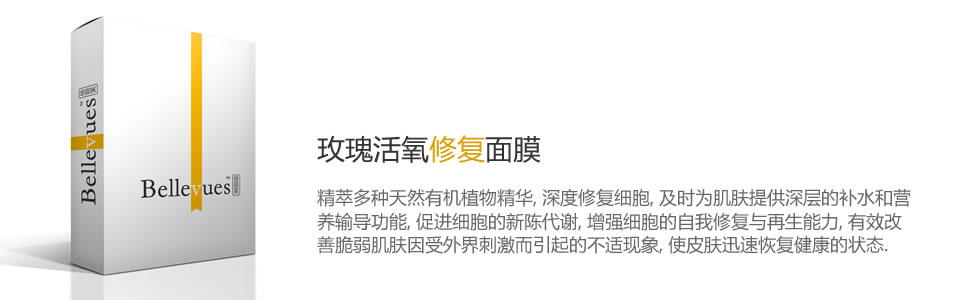 Bellevues™
Bellevues™
玫瑰活氧修复面膜
精萃多种天然有机植物精华, 深度修复细胞, 及时为肌肤提供深层的补水和营
养输导功能, 促进细胞的新陈代谢, 增强细胞的自我修复与再生能力, 有效改
善脆弱肌肤因受外界刺激而引起的不适现象, 使皮肤迅速恢复健康的状态.